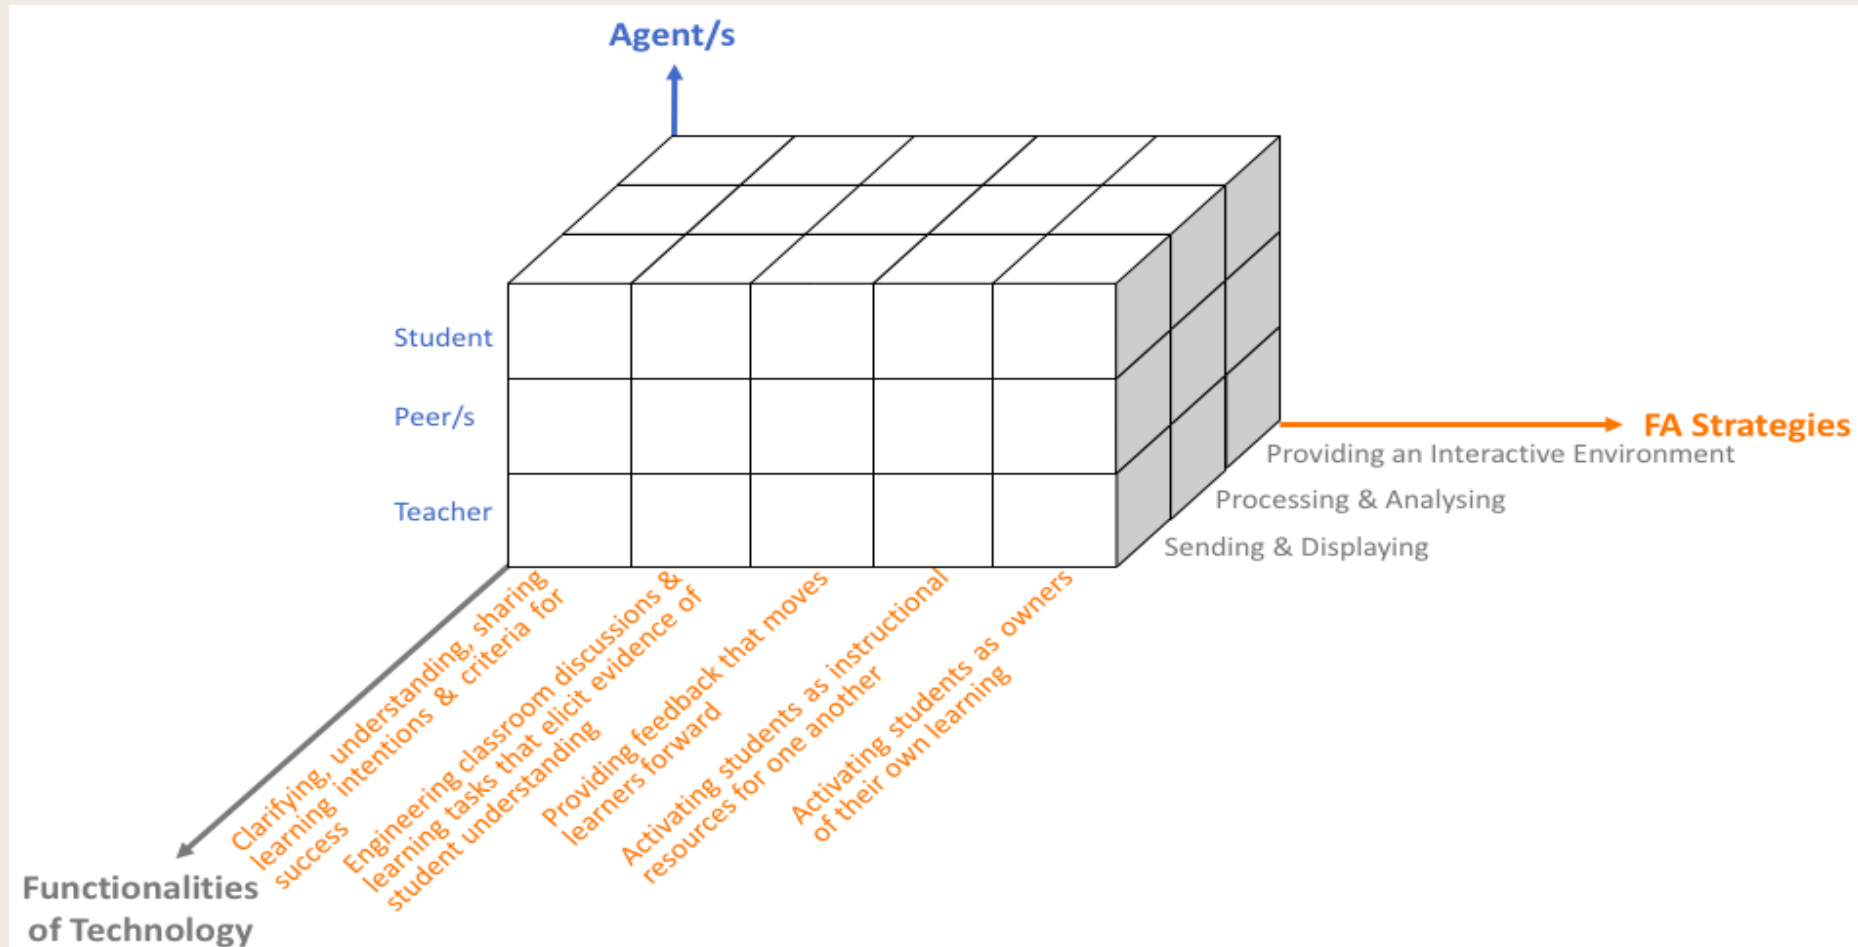 Agent/s
Student
Peer/s
Teacher
FA Strategies
Providing an Interactive Environment
Processing & Analysing
Sending & Displaying
Clarifying, understanding, sharing
learning intentions & criteria for
success
Engineering classroom discussions &
learning tasks that elicit evidence of
student understanding
Providing feedback that moves
learners forward
Activating students as instructional
resources for one another
Activating students as owners
of their own learning
Functionalities
of Technology